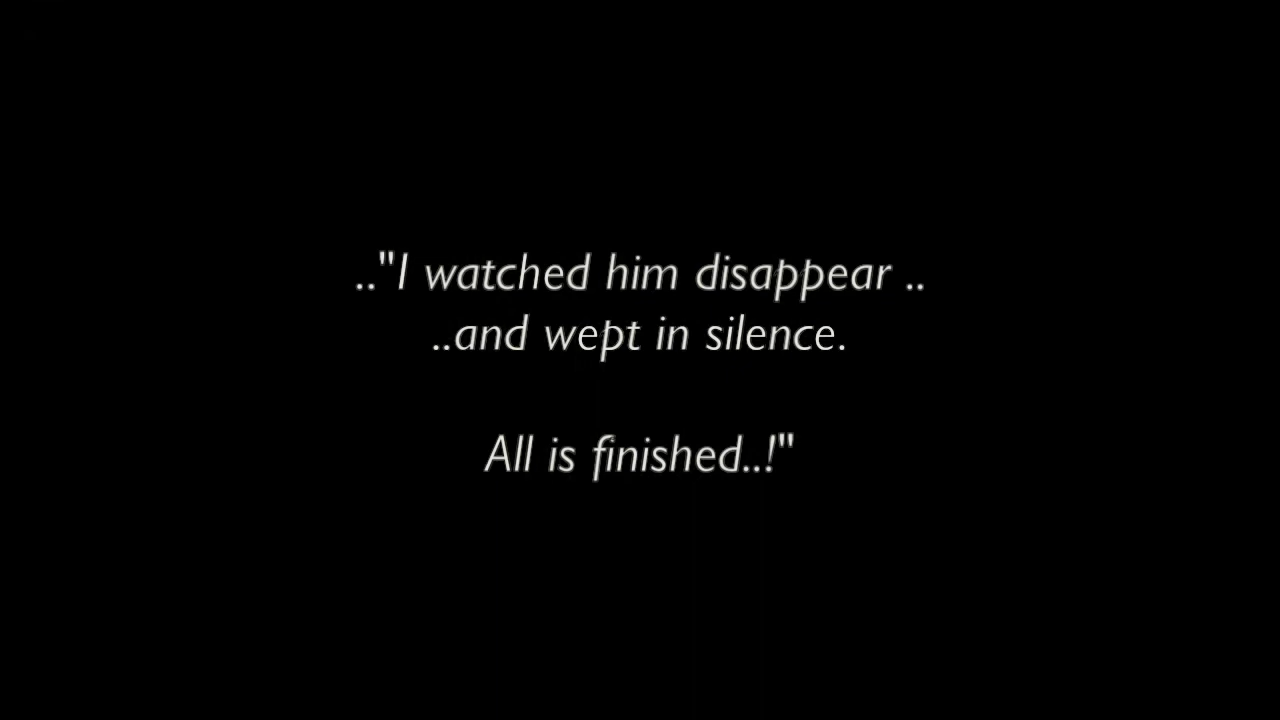 .."I watched him disappear ..
..and wept in silence.
All is finished..!"